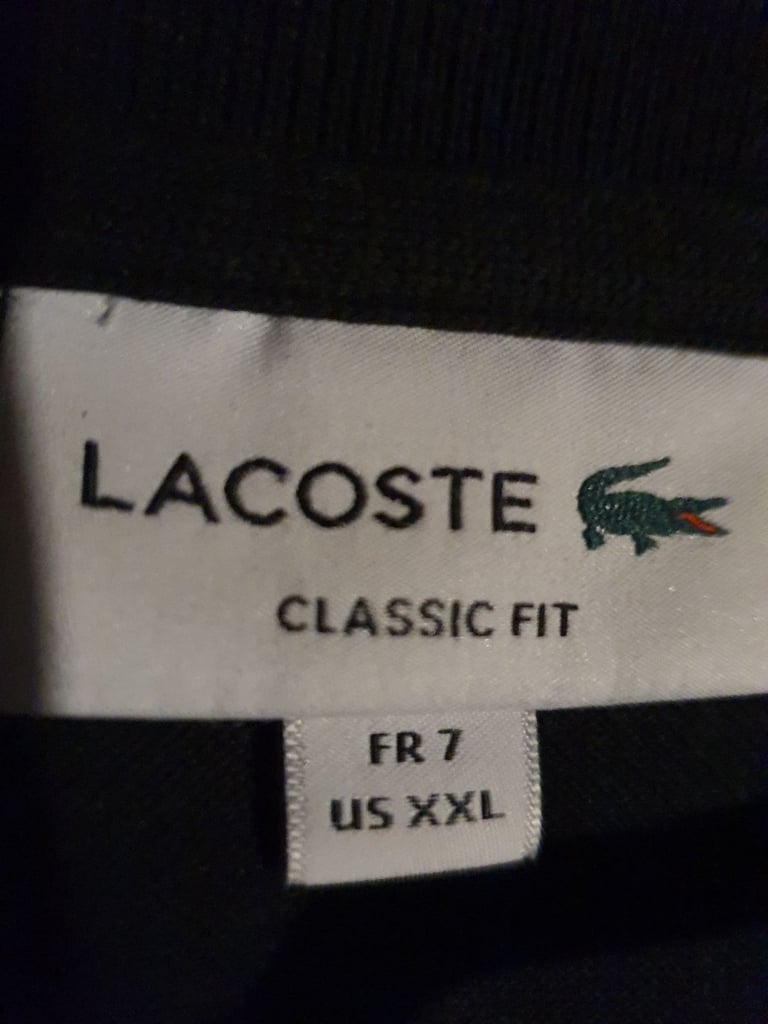 LACOSTE
CLASSIC FIT
FR 7
US XXL